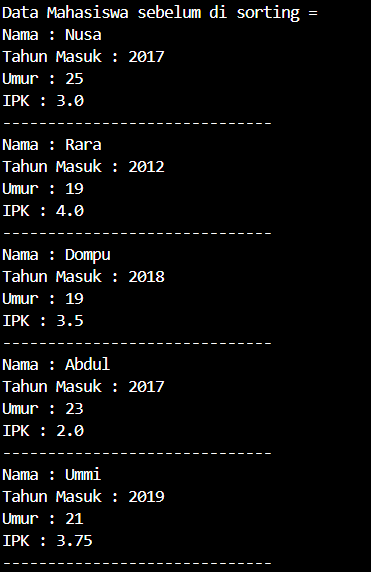 Data Mahasiswa sebelum di sorting =
Nama : Nusa
Tahun Masuk : 2017
Umur : 25
IPK : 3.0
------------------------------
Nama : Rara
Tahun Masuk : 2012
Umur : 19
IPK : 4.0
------------------------------
Nama : Dompu
Tahun Masuk : 2018
Umur : 19
IPK : 3.5
------------------------------
Nama : Abdul
Tahun Masuk : 2017
Umur : 23
IPK : 2.0
------------------------------
Nama : Ummi
Tahun Masuk : 2019
Umur : 21
IPK : 3.75
------------------------------